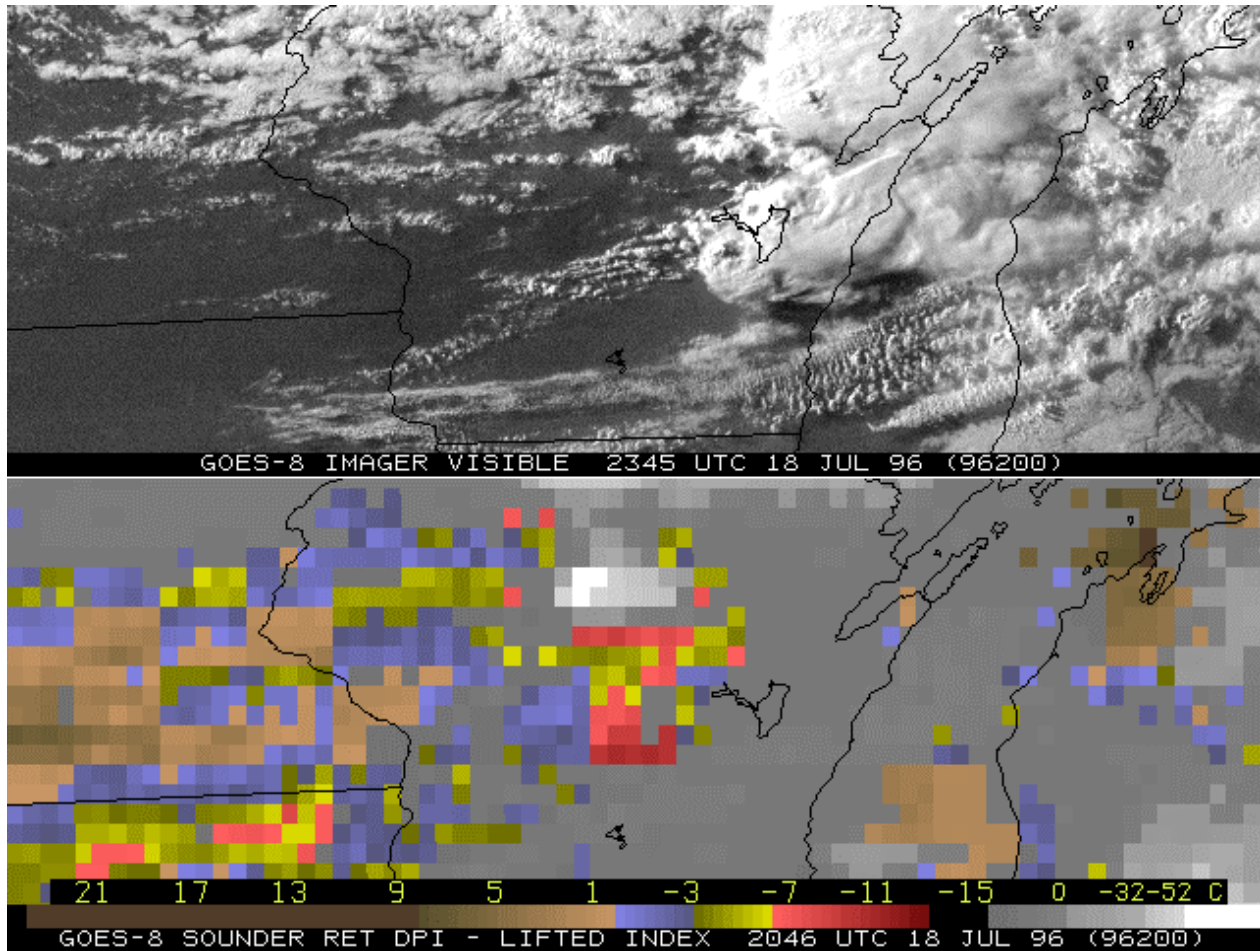 GOES-8 IMAGER VISIBLE 2345 UTC 18 JUL 96 (96200)
21 17 13 9 5 1 -3 -7 -11 -15 0 -32-52 C
GOES-8 SOUNDER RET DPI - LIFTED INDEX 2046 UTC 18 JUL 96 (96200)